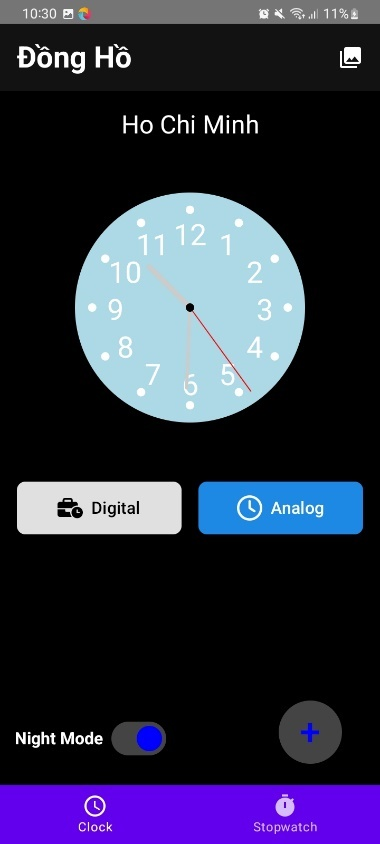 10:30
11%
Đồng Hồ
Ho Chi Minh
12
11 1
10 2
9 3
8 4
7 5
6
Digital
Analog
Night Mode
+
Clock
Stopwatch